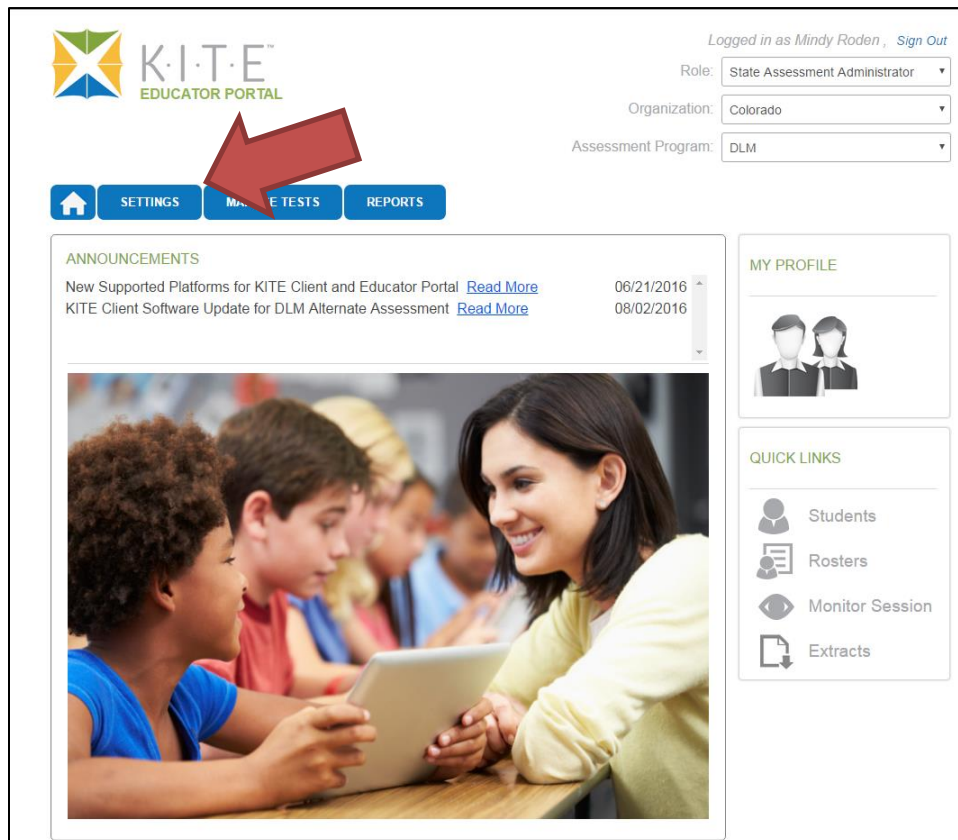 K·I·T·E™
EDUCATOR PORTAL
Logged in as Mindy Roden , Sign Out
Role: State Assessment Administrator
Organization: Colorado
Assessment Program: DLM
SETTINGS
TESTS
REPORTS
ANNOUNCEMENTS
New Supported Platforms for KITE Client and Educator Portal Read More 06/21/2016
KITE Client Software Update for DLM Alternate Assessment Read More 08/02/2016
MY PROFILE
QUICK LINKS
Students
Rosters
Monitor Session
Extracts